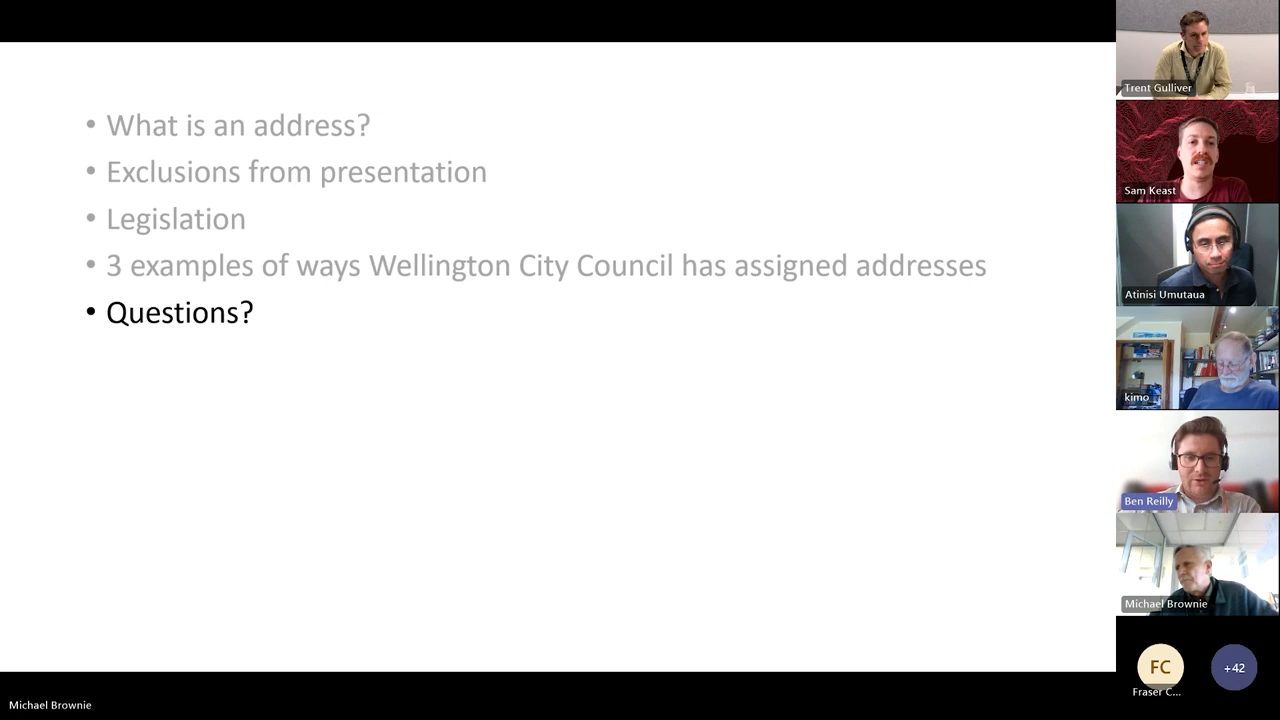 • What is an address?
• Exclusions from presentation
• Legislation
• 3 examples of ways Wellington City Council has assigned addresses
• Questions?
Trent Gulliver
Sam Keast
Atinisi Umutaua
kimo
Ben Reilly
Michael Brownie
FC
+42
Fraser C...
Michael Brownie